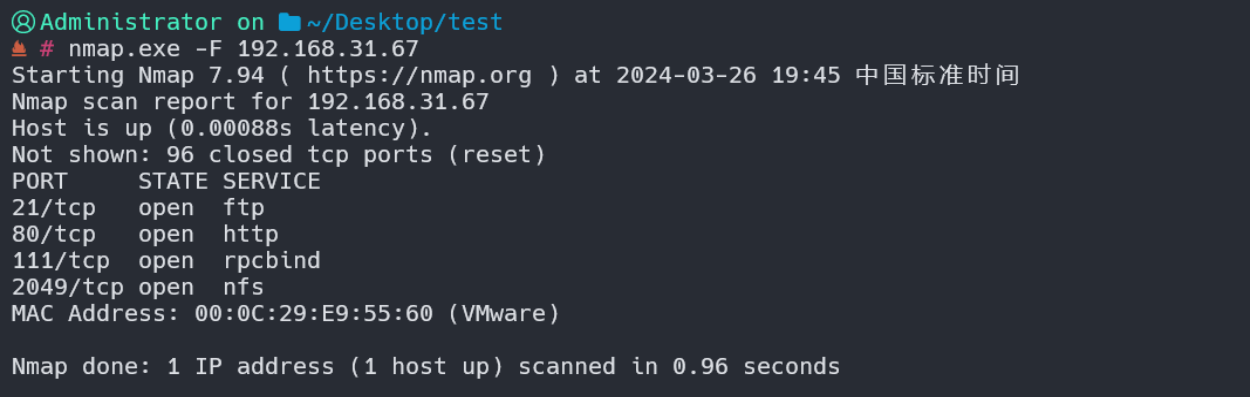 Administrator on ~/Desktop/test
# nmap.exe -F 192.168.31.67
Starting Nmap 7.94 ( https://nmap.org ) at 2024-03-26 19:45 中国标准时间
Nmap scan report for 192.168.31.67
Host is up (0.00088s latency).
Not shown: 96 closed tcp ports (reset)
PORT     STATE SERVICE
21/tcp   open  ftp
80/tcp   open  http
111/tcp  open  rpcbind
2049/tcp open  nfs
MAC Address: 00:0C:29:E9:55:60 (VMware)
Nmap done: 1 IP address (1 host up) scanned in 0.96 seconds